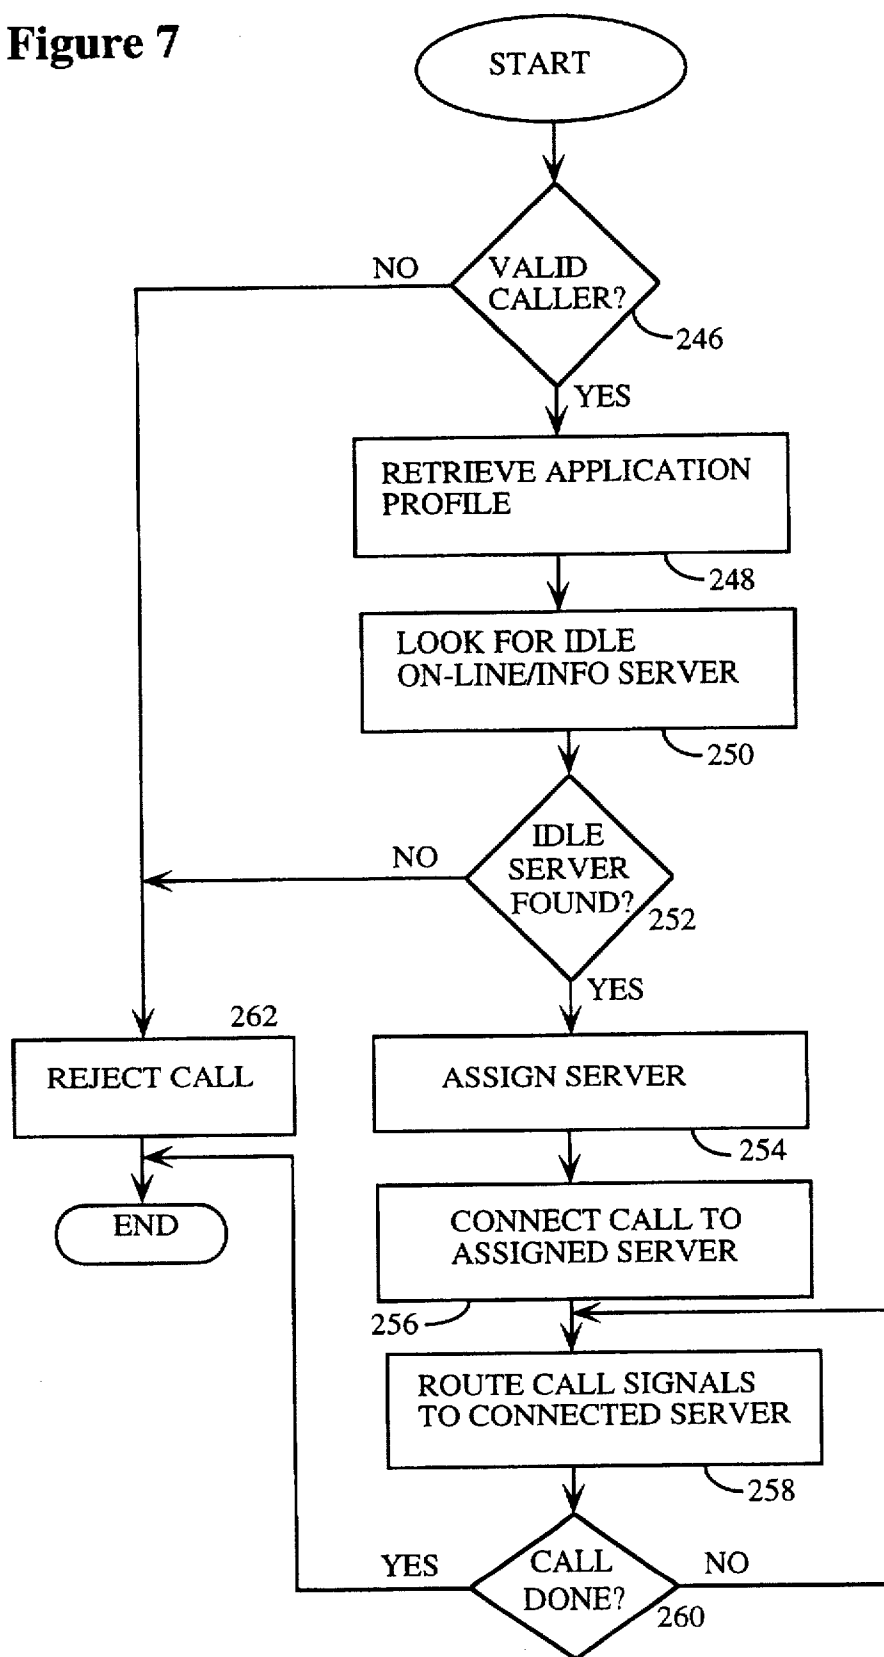 Figure 7
START
NO
VALID
CALLER?
246
YES
RETRIEVE APPLICATION
PROFILE
248
LOOK FOR IDLE
ON-LINE/INFO SERVER
250
IDLE
SERVER
FOUND?
NO
252
YES
262
REJECT CALL
ASSIGN SERVER
254
END
CONNECT CALL TO
ASSIGNED SERVER
256
ROUTE CALL SIGNALS
TO CONNECTED SERVER
258
YES
CALL
DONE?
NO
260